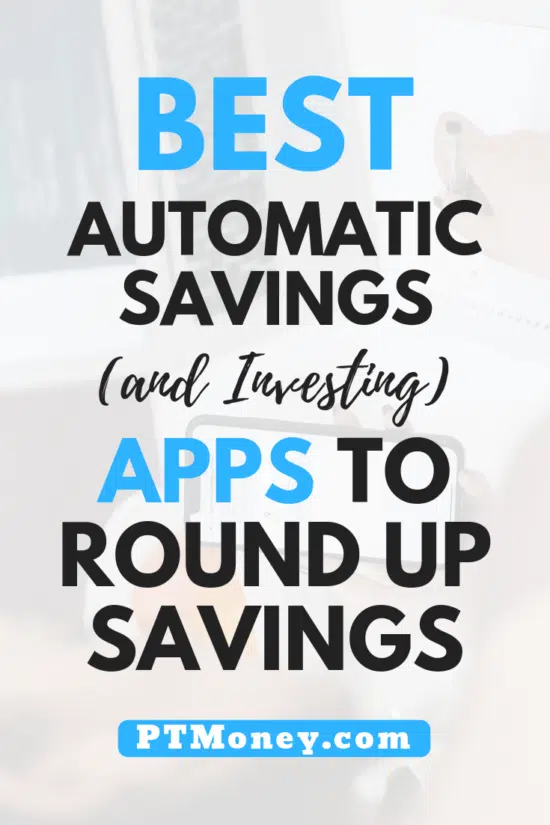 BEST
AUTOMATIC
SAVINGS
(and Investing)
APPS TO
ROUND UP
SAVINGS
PTMoney.com